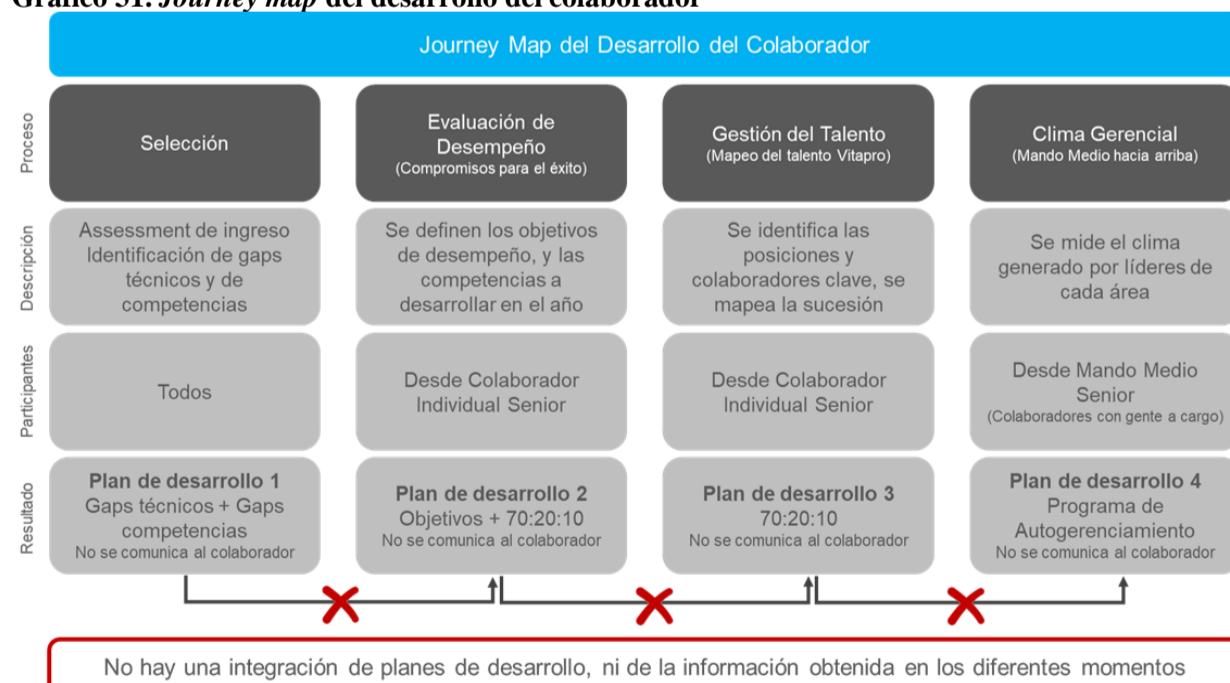 Gráfico 31. Journey map del desarrollo del colaborador
Journey Map del Desarrollo del Colaborador
Proceso
Selección
Evaluación de
Desempeño
(Compromisos para el éxito)
Gestión del Talento
(Mapeo del talento Vitapro)
Clima Gerencial
(Mando Medio hacia arriba)
Descripción
Assessment de ingreso
Identificación de gaps
técnicos y de
competencias
Se definen los objetivos
de desempeño, y las
competencias a
desarrollar en el año
Se identifica las
posiciones y
colaboradores clave, se
mapea la sucesión
Se mide el clima
generado por líderes de
cada área
Participantes
Todos
Desde Colaborador
Individual Senior
Desde Colaborador
Individual Senior
Desde Mando Medio
Senior
(Colaboradores con gente a cargo)
Resultado
Plan de desarrollo 1
Gaps técnicos + Gaps
competencias
No se comunica al colaborador
Plan de desarrollo 2
Objetivos + 70:20:10
No se comunica al colaborador
Plan de desarrollo 3
70:20:10
No se comunica al colaborador
Plan de desarrollo 4
Programa de
Autogerenciamiento
No se comunica al colaborador
No hay una integración de planes de desarrollo, ni de la información obtenida en los diferentes momentos